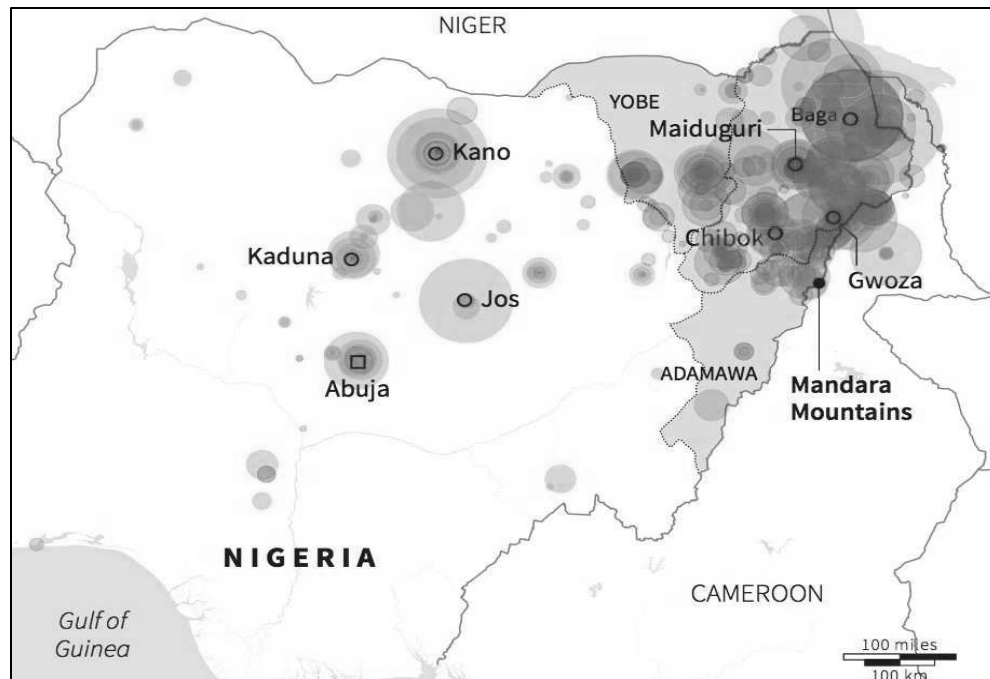 NIGER
YOBE
Maiduguri
Baga
Kano
Chibok
Kaduna
Gwoza
Jos
Abuja
ADAMAWA
Mandara
Mountains
NIGERIA
CAMEROON
Gulf of
Guinea
100 miles
100 km